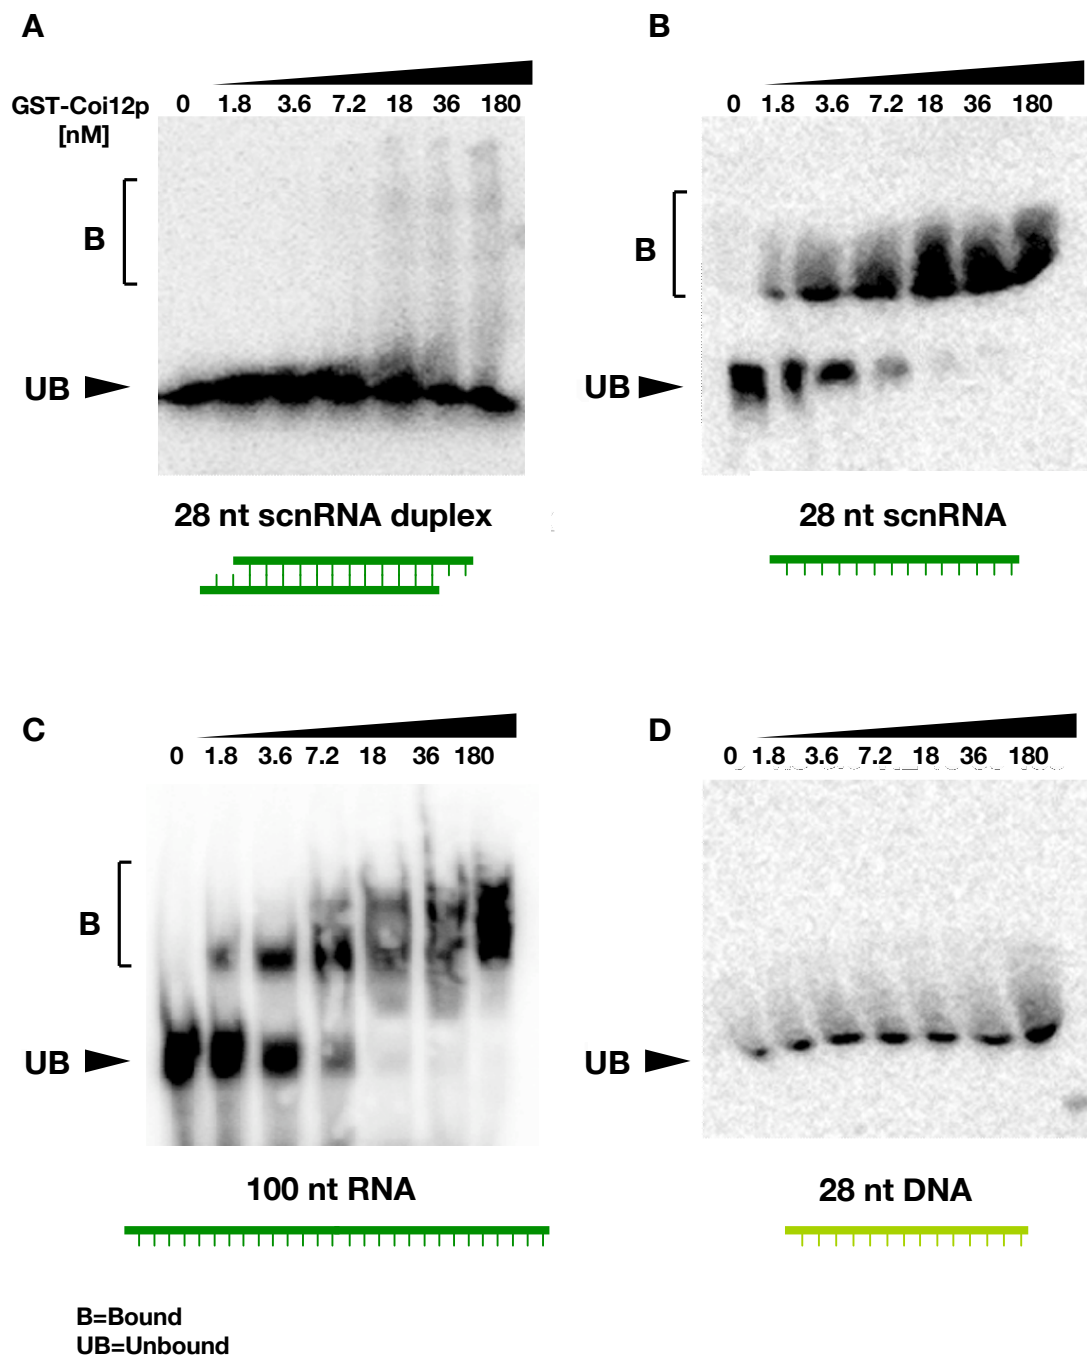 A
GST-Coi12p
[nM]
0 1.8 3.6 7.2 18 36 180
B
UB
28 nt scnRNA duplex
B
0 1.8 3.6 7.2 18 36 180
B
UB
28 nt scnRNA
C
0 1.8 3.6 7.2 18 36 180
B
UB
100 nt RNA
D
0 1.8 3.6 7.2 18 36 180
UB
28 nt DNA
B=Bound
UB=Unbound